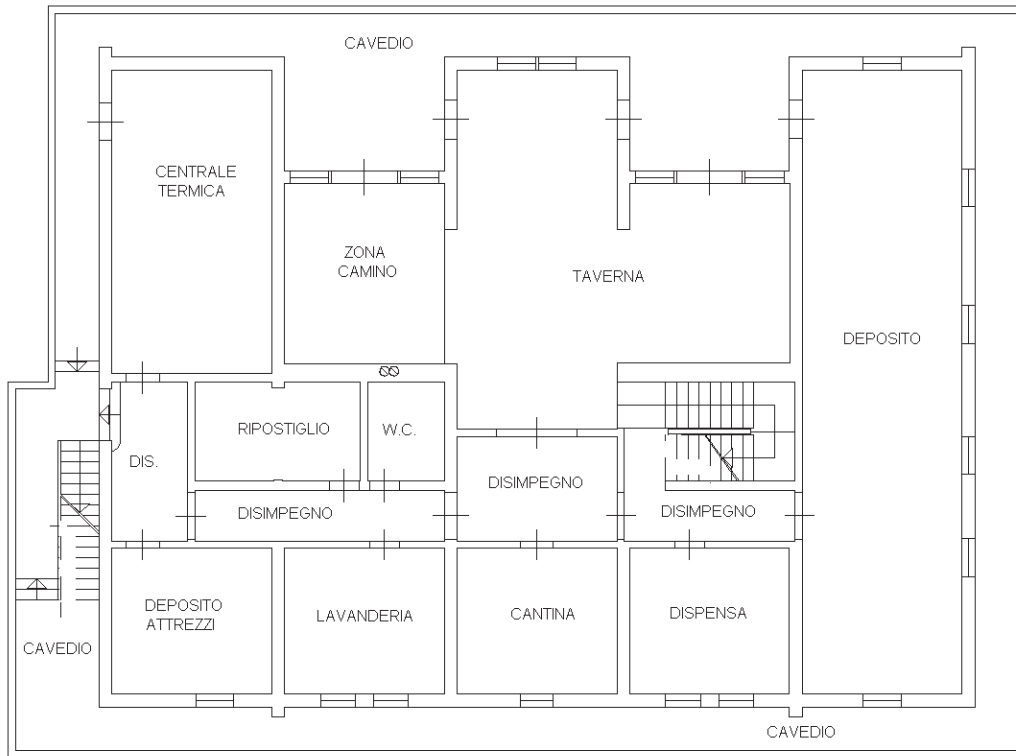 CAVEDIO
CENTRALE
TERMICA
ZONA
CAMINO
TAVERNA
DEPOSITO
RIPOSTIGLIO
W.C.
DIS.
DISIMPEGNO
DISIMPEGNO
DISIMPEGNO
DEPOSITO
ATTREZZI
LAVANDERIA
CANTINA
DISPENSA
CAVEDIO
CAVEDIO